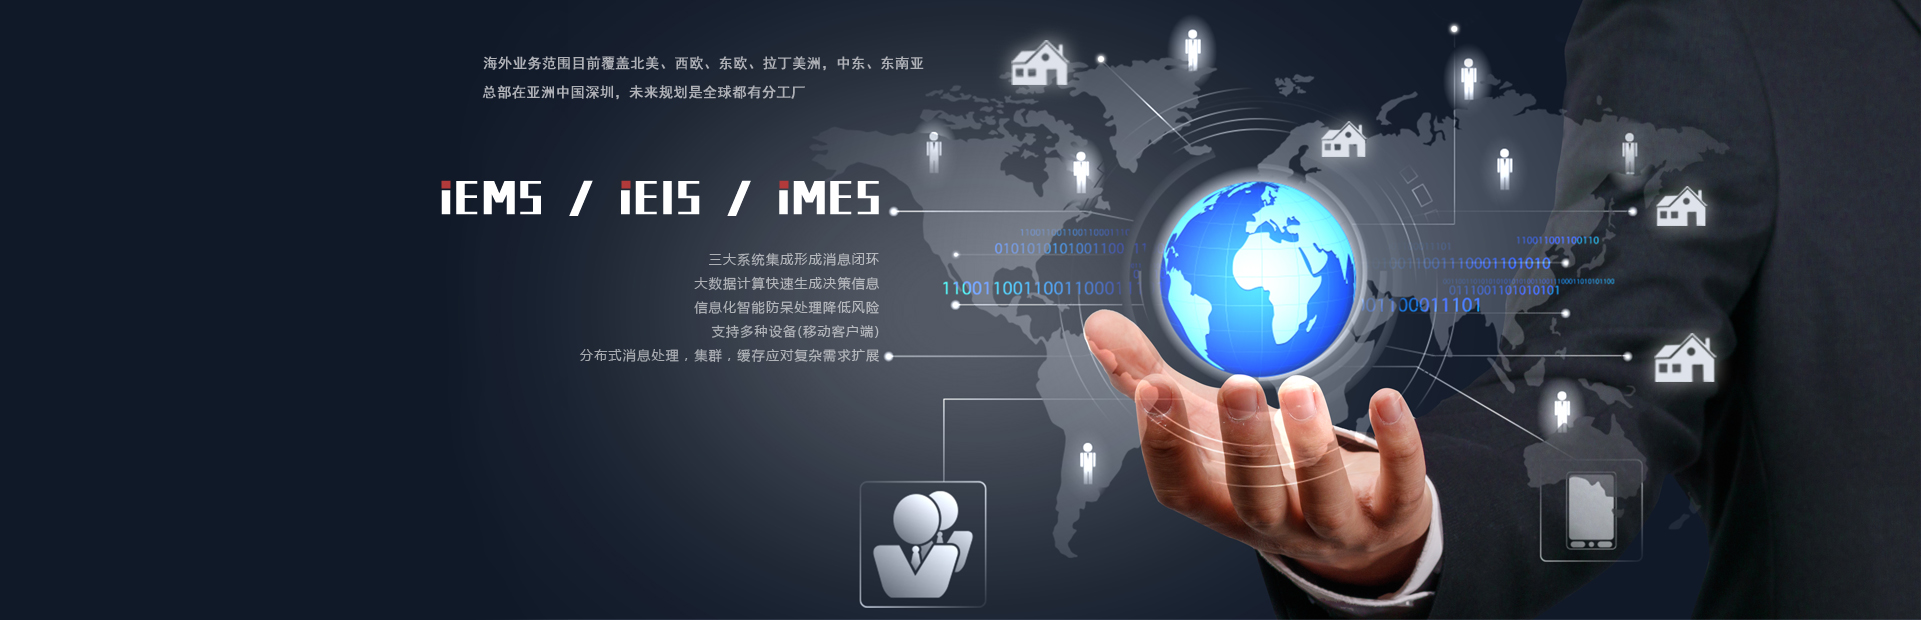 海外业务范围目前覆盖北美、西欧、东欧、拉丁美洲，中东、东南亚
总部在亚洲中国深圳，未来规划是全球都有分工厂
iEMS / iEIS / iMES
三大系统集成形成消息闭环
大数据计算快速生成决策信息
信息化智能防呆处理降低风险
支持多种设备(移动客户端)
分布式消息处理，集群，缓存应对复杂需求扩展
110011001100110